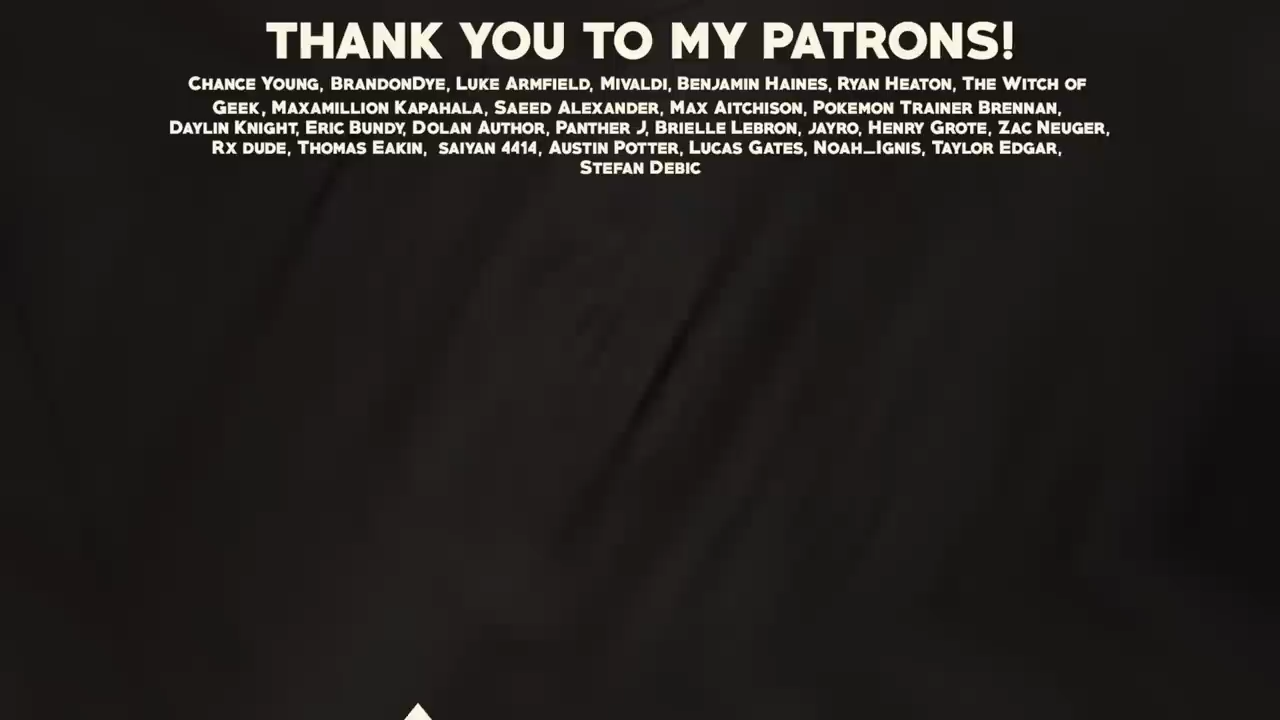 THANK YOU TO MY PATRONS!
Chance Young, BrandonDye, Luke Armfield, Mivaldi, Benjamin Haines, Ryan Heaton, The Witch of
Geek, Maxamillion Kapahala, Saeed Alexander, Max Aitchison, Pokemon Trainer Brennan,
Daylin Knight, Eric Bundy, Dolan Author, Panther J, Brielle Lebron, jayro, Henry Grote, Zac Neuger,
Rx dude, Thomas Eakin, saiyan 4414, Austin Potter, Lucas Gates, Noah_Ignis, Taylor Edgar,
Stefan Debic